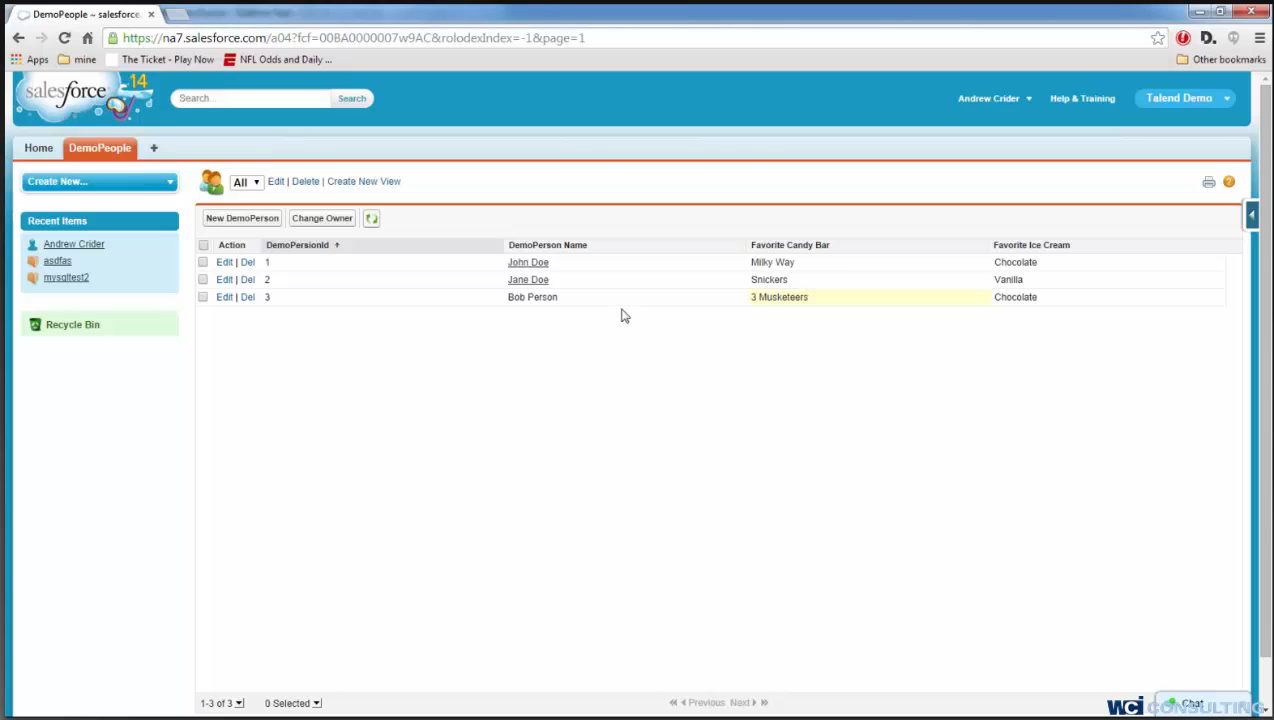 DemoPeople ~ salesforce.
https://na7.salesforce.com/a04?fcf=00BA0000007w9AC&rolodexIndex=-1&page=1
Apps mine The Ticket - Play Now NFL Odds and Daily ... Other bookmarks
salesforce 14 Search... Search Andrew Crider Help & Training Talend Demo
Home DemoPeople +
Create New... All Edit | Delete | Create New View
Recent Items New DemoPerson Change Owner
Action DemoPersionId DemoPerson Name Favorite Candy Bar Favorite Ice Cream
Andrew Crider
asdfas
mysqltest2
Edit | Del 1 John Doe Milky Way Chocolate
Edit | Del 2 Jane Doe Snickers Vanilla
Edit | Del 3 Bob Person 3 Musketeers Chocolate
Recycle Bin
1-3 of 3 0 Selected Previous Next Chat
WCI CONSULTING